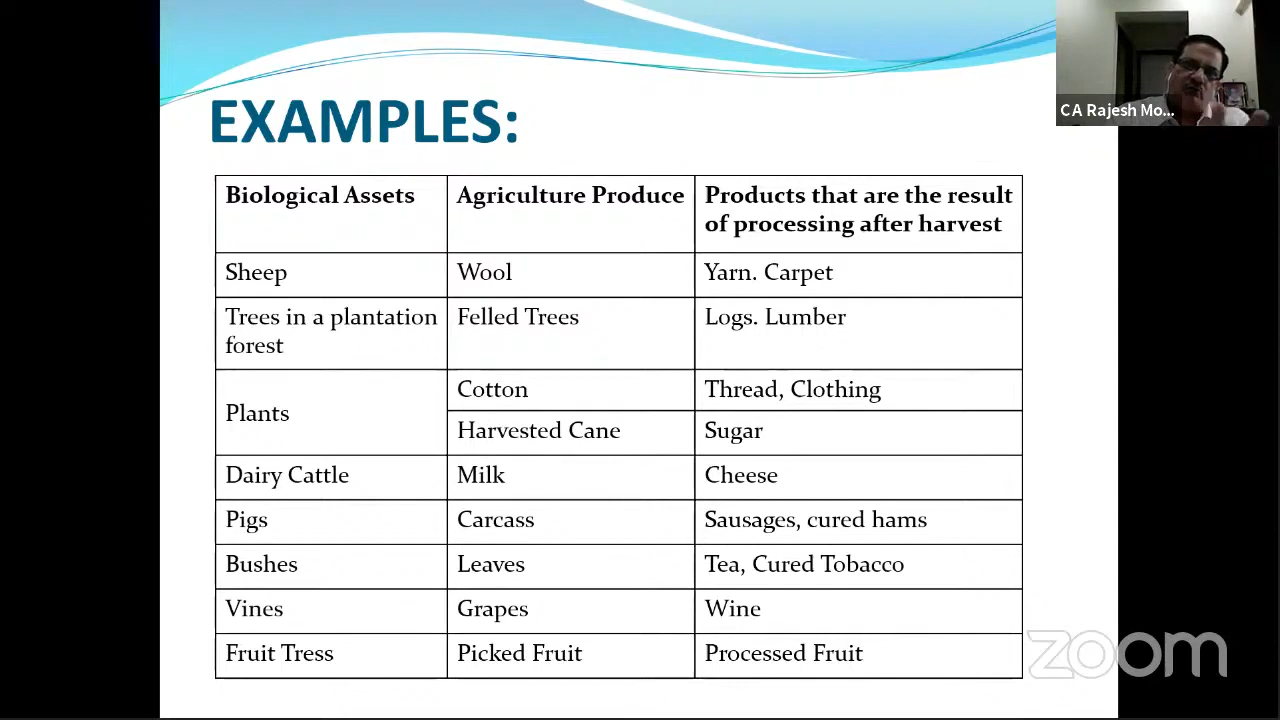 EXAMPLES:
CA Rajesh Mo...
Biological Assets
Agriculture Produce
Products that are the result
of processing after harvest
Sheep
Wool
Yarn. Carpet
Trees in a plantation
forest
Felled Trees
Logs. Lumber
Plants
Cotton
Thread, Clothing
Harvested Cane
Sugar
Dairy Cattle
Milk
Cheese
Pigs
Carcass
Sausages, cured hams
Bushes
Leaves
Tea, Cured Tobacco
Vines
Grapes
Wine
Fruit Tress
Picked Fruit
Processed Fruit
zoom